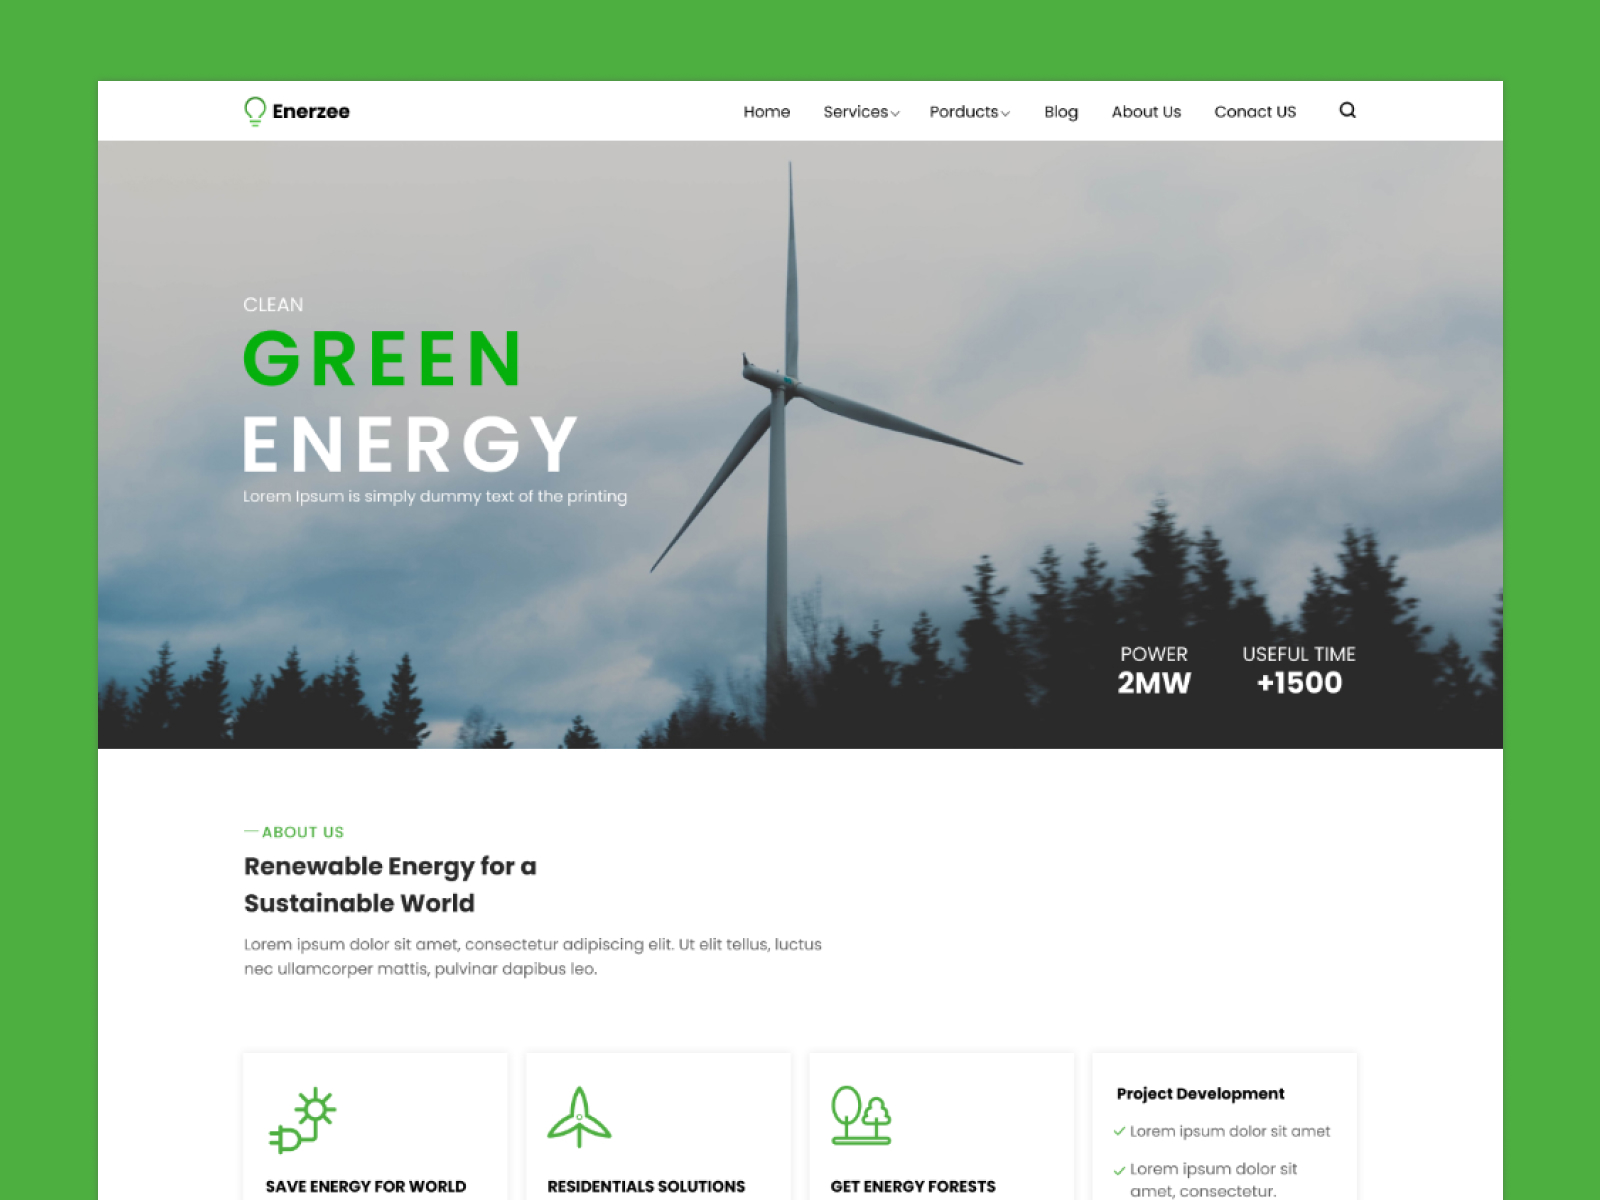 Enerzee
Home Services Porducts Blog About Us Conact US
CLEAN
GREEN
ENERGY
Lorem Ipsum is simply dummy text of the printing
POWER
2MW
USEFUL TIME
+1500
ABOUT US
Renewable Energy for a
Sustainable World
Lorem ipsum dolor sit amet, consectetur adipiscing elit. Ut elit tellus, luctus
nec ullamcorper mattis, pulvinar dapibus leo.
SAVE ENERGY FOR WORLD
RESIDENTIALS SOLUTIONS
GET ENERGY FORESTS
Project Development
Lorem ipsum dolor sit amet
Lorem ipsum dolor sit
amet, consectetur.